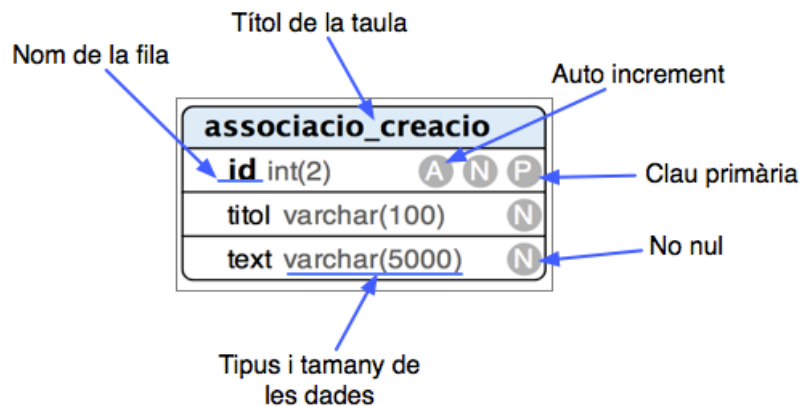 Títol de la taula
Nom de la fila
Auto increment
associacio_creacio
id int(2) A N P
Clau primària
titol varchar(100) N
No nul
text varchar(5000) N
Tipus i tamany de
les dades